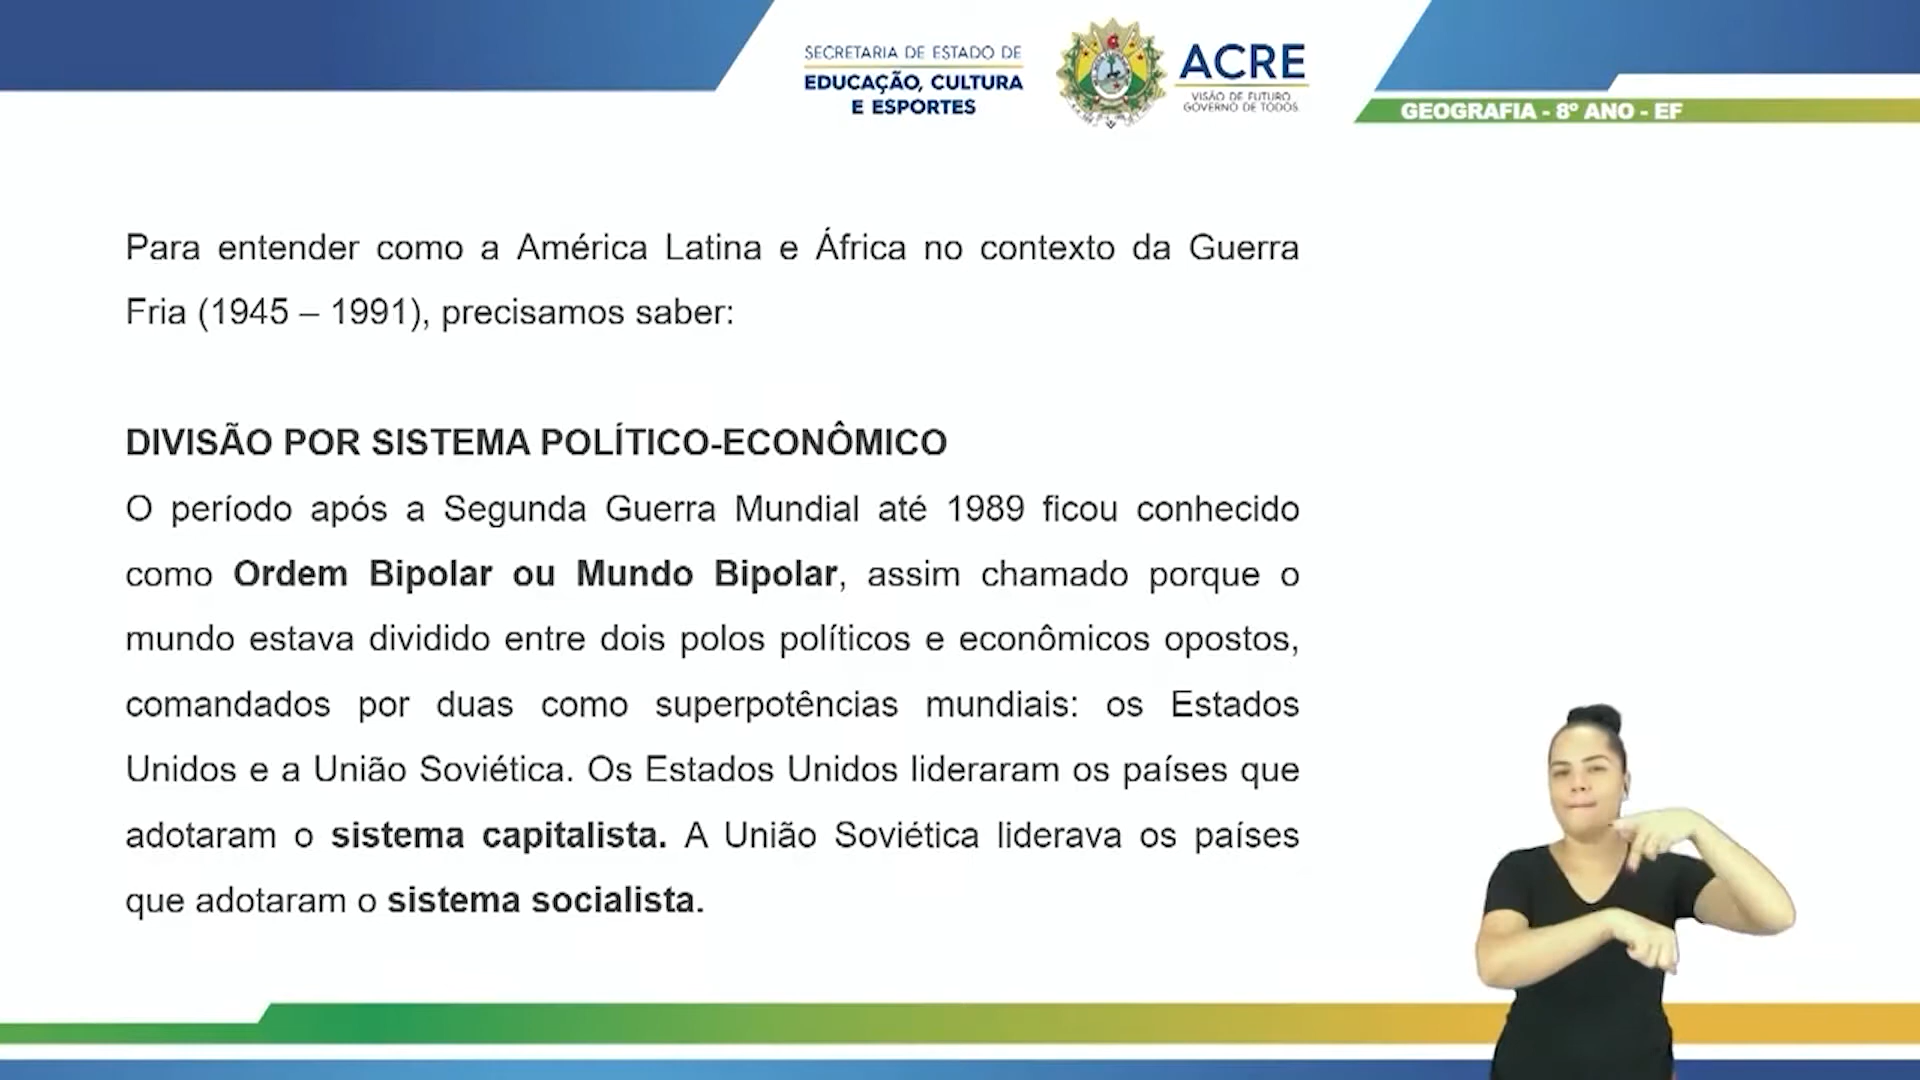 SECRETARIA DE ESTADO DE
EDUCAÇÃO, CULTURA
E ESPORTES
ACRE
VISÃO DE FUTURO
GOVERNO DE TODOS
GEOGRAFIA - 8º ANO - EF
Para entender como a América Latina e África no contexto da Guerra
Fria (1945 – 1991), precisamos saber:
DIVISÃO POR SISTEMA POLÍTICO-ECONÔMICO
O período após a Segunda Guerra Mundial até 1989 ficou conhecido
como Ordem Bipolar ou Mundo Bipolar, assim chamado porque o
mundo estava dividido entre dois polos políticos e econômicos opostos,
comandados por duas como superpotências mundiais: os Estados
Unidos e a União Soviética. Os Estados Unidos lideraram os países que
adotaram o sistema capitalista. A União Soviética liderava os países
que adotaram o sistema socialista.